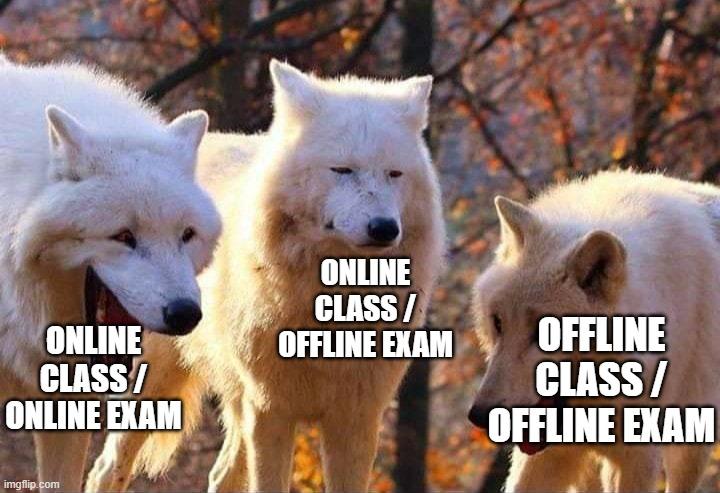 ONLINE
CLASS /
ONLINE EXAM
ONLINE
CLASS /
OFFLINE EXAM
OFFLINE
CLASS /
OFFLINE EXAM
imgflip.com